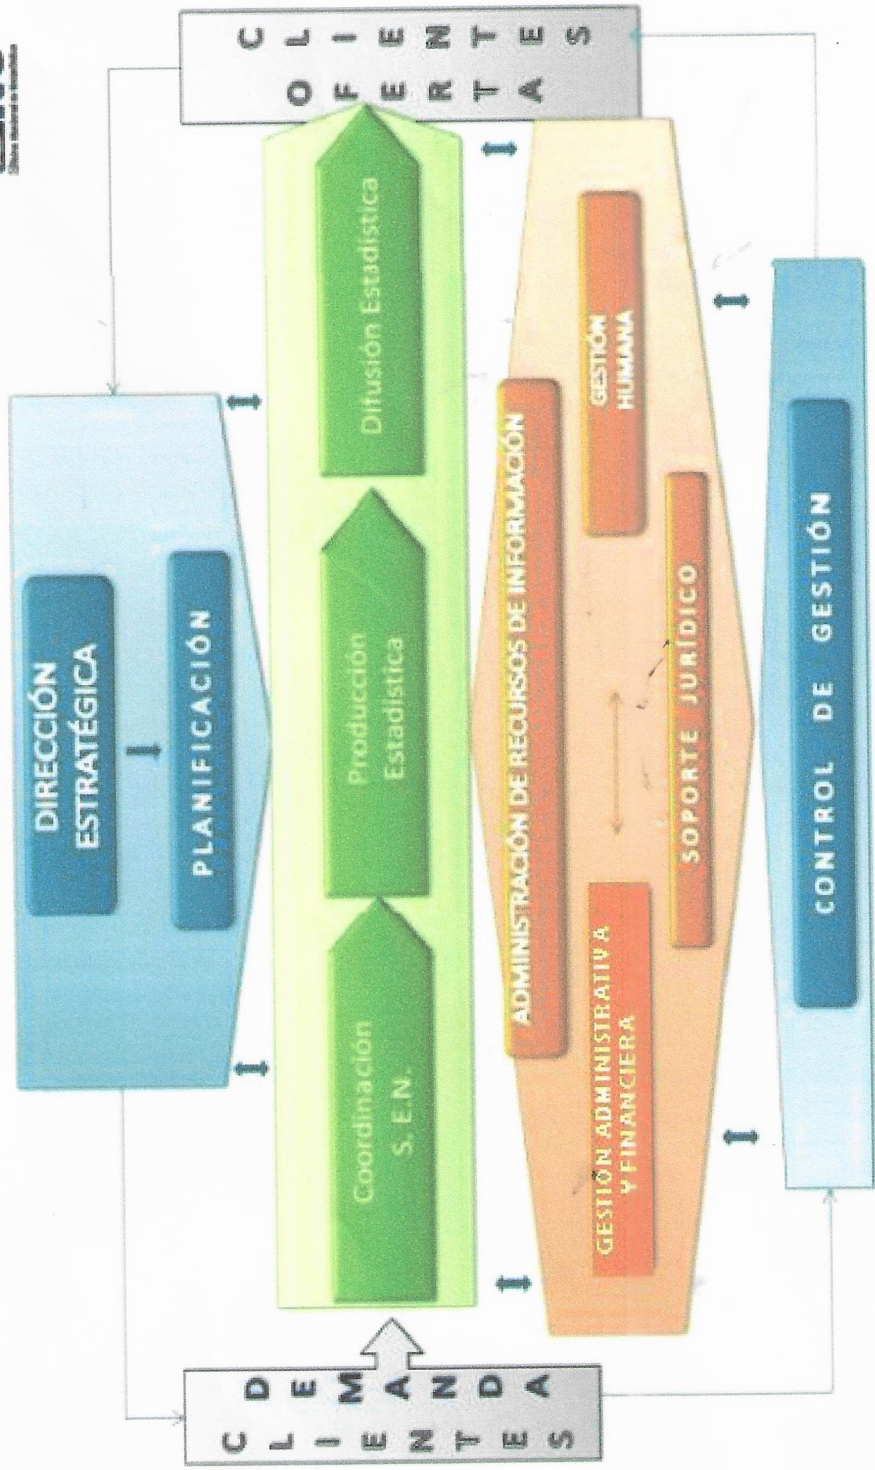 DIRECCIÓN
ESTRATÉGICA
PLANIFICACIÓN
DEMANDA
CLIENTES
Coordinación
S. E.N.
Producción
Estadística
Difusión Estadística
CLIENTES
OFERTAS
ADMINISTRACIÓN DE RECURSOS DE INFORMACIÓN
GESTIÓN ADMINISTRATIVA
Y FINANCIERA
GESTIÓN
HUMANA
SOPORTE JURÍDICO
CONTROL DE GESTIÓN